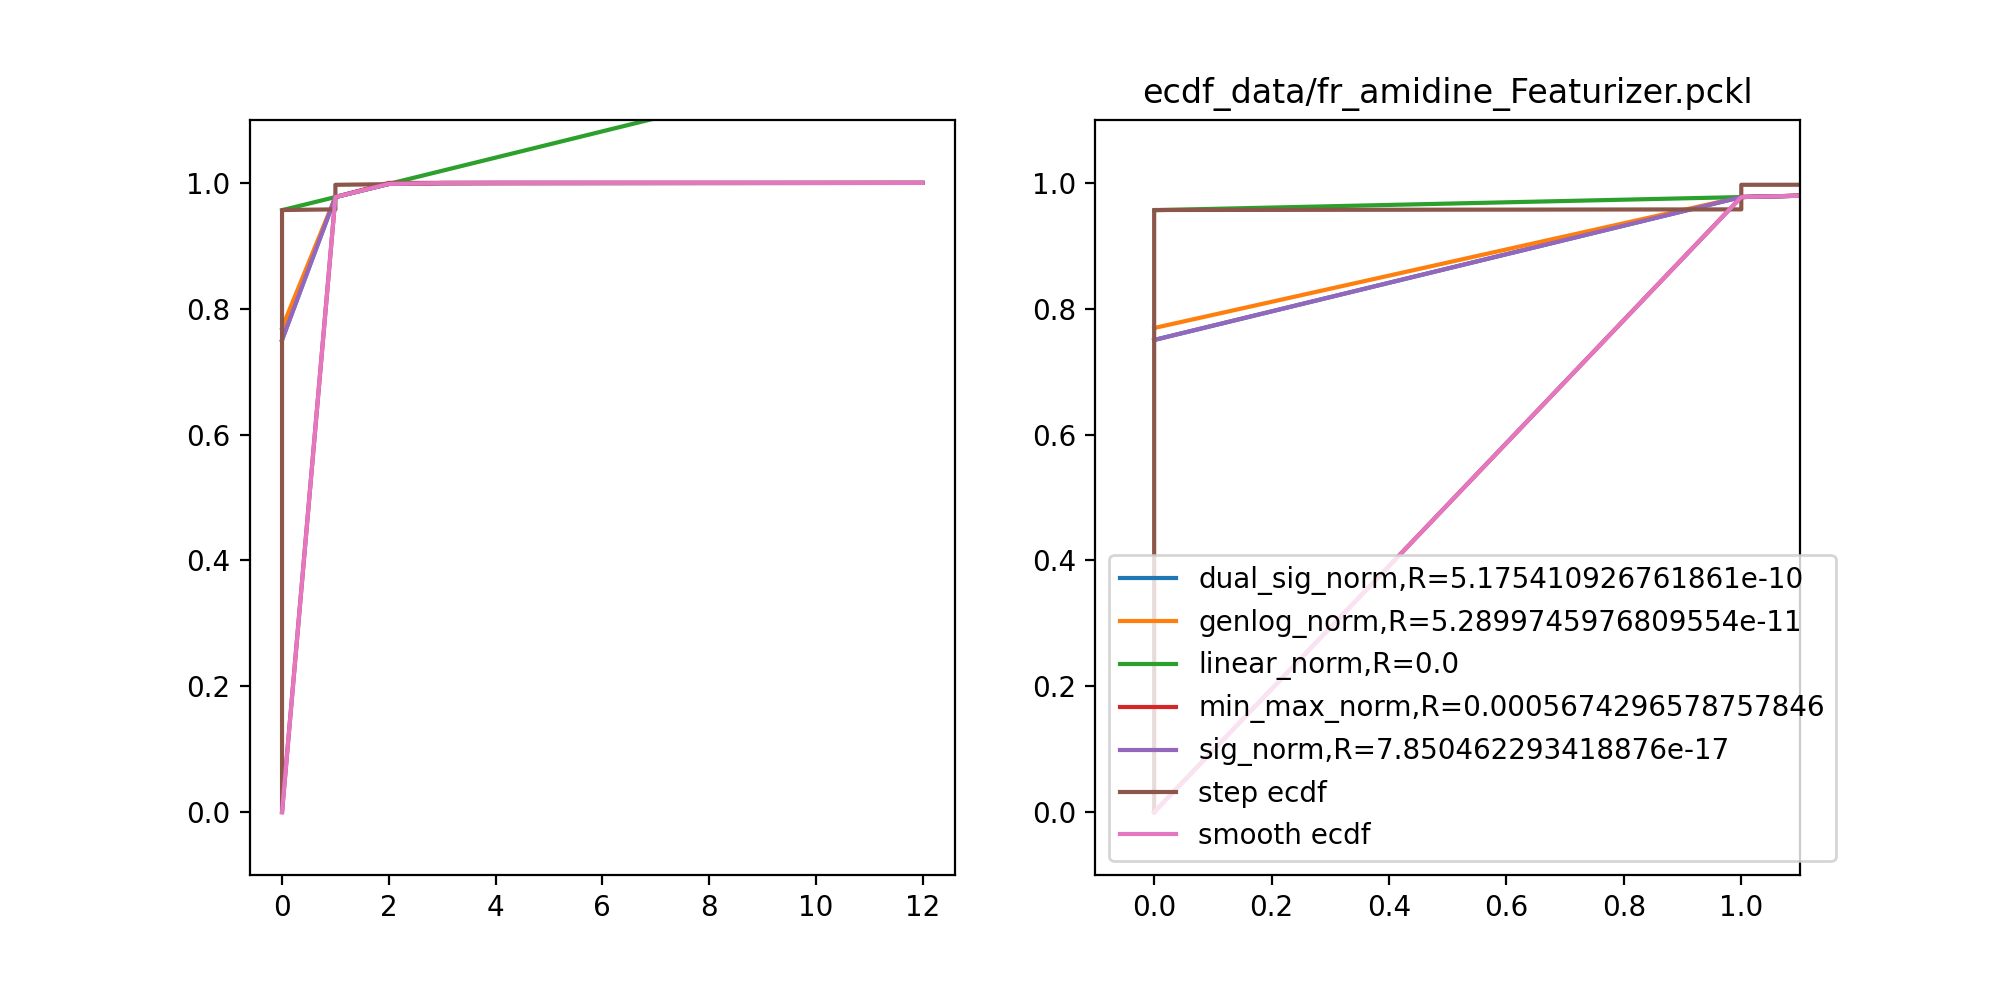 ecdf_data/fr_amidine_Featurizer.pckl
1.0
0.8
0.6
0.4
0.2
0.0
0 2 4 6 8 10 12
1.0
0.8
0.6
0.4
0.2
0.0
dual_sig_norm,R=5.175410926761861e-10
genlog_norm,R=5.2899745976809554e-11
linear_norm,R=0.0
min_max_norm,R=0.0005674296578757846
sig_norm,R=7.850462293418876e-17
step ecdf
smooth ecdf
0.0 0.2 0.4 0.6 0.8 1.0